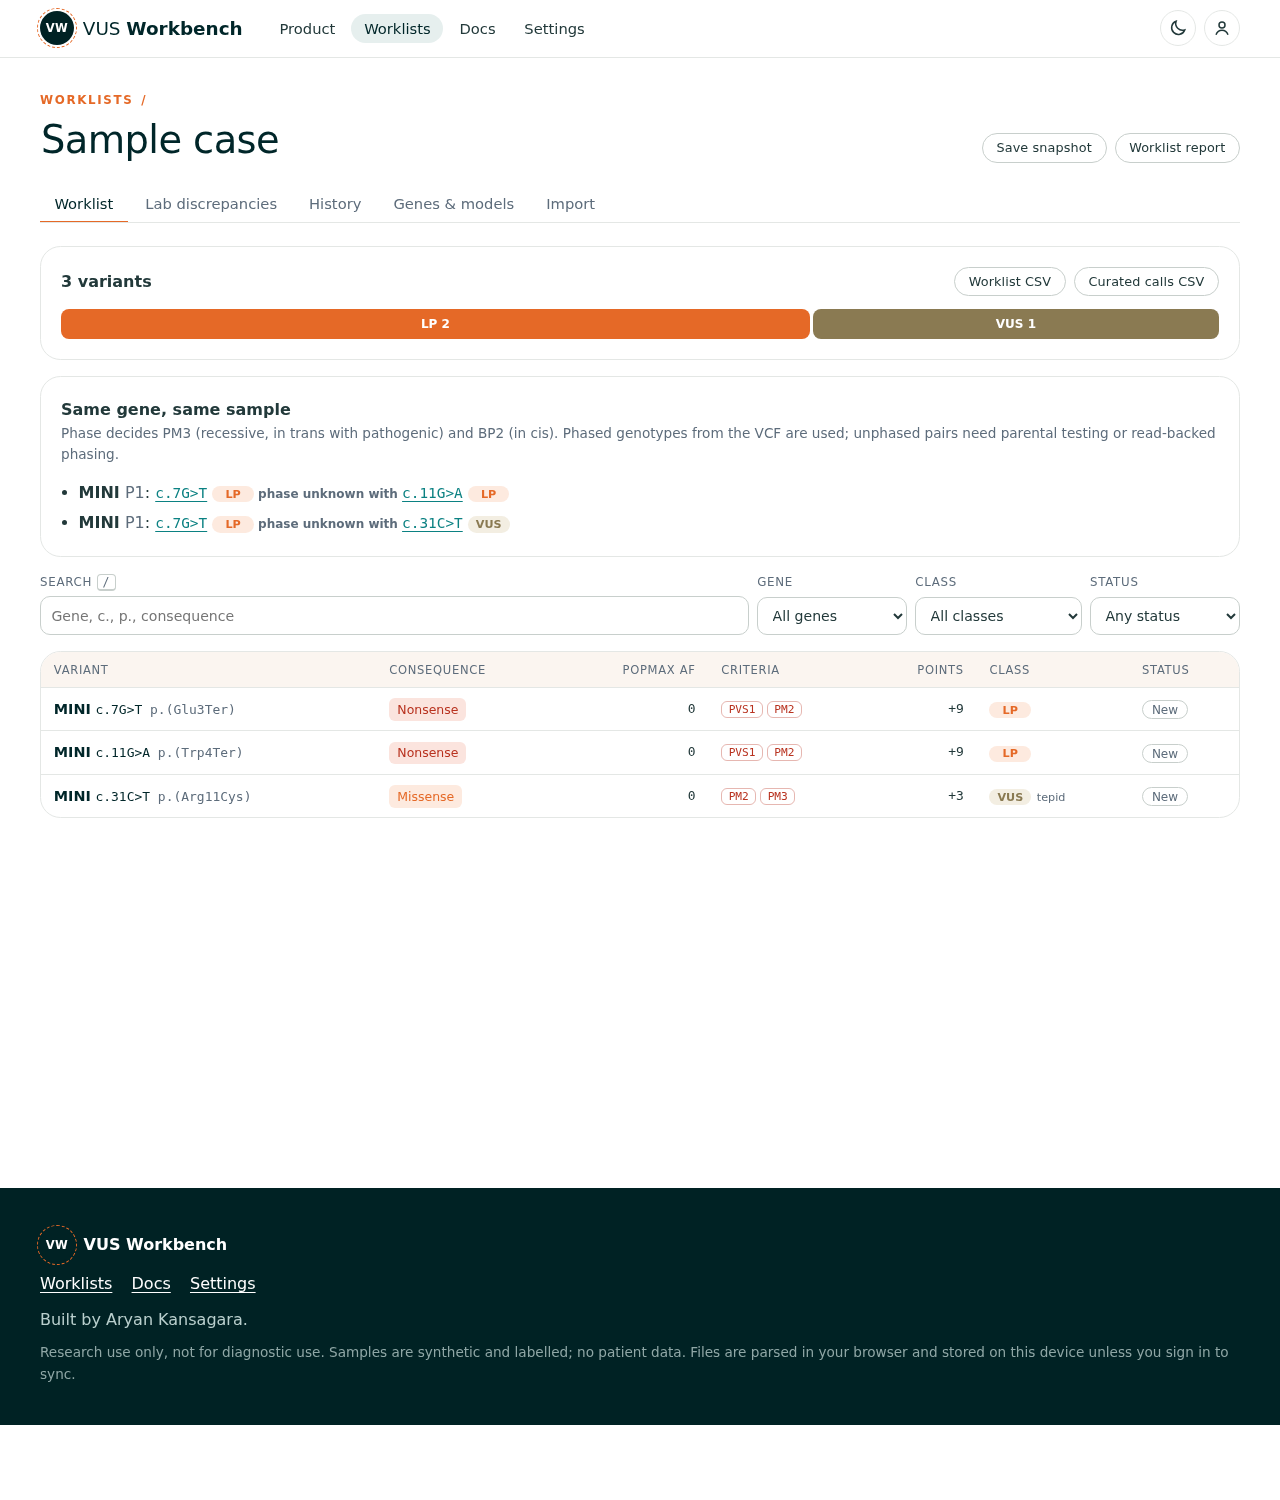 VW VUS Workbench Product Worklists Docs Settings
WORKLISTS /
Sample case
Save snapshot Worklist report
Worklist Lab discrepancies History Genes & models Import
3 variants Worklist CSV Curated calls CSV
LP 2 VUS 1
Same gene, same sample
Phase decides PM3 (recessive, in trans with pathogenic) and BP2 (in cis). Phased genotypes from the VCF are used; unphased pairs need parental testing or read-backed
phasing.
• MINI P1: c.7G>T LP phase unknown with c.11G>A LP
• MINI P1: c.7G>T LP phase unknown with c.31C>T VUS
SEARCH / GENE CLASS STATUS
Gene, c., p., consequence All genes All classes Any status
VARIANT CONSEQUENCE POPMAX AF CRITERIA POINTS CLASS STATUS
MINI c.7G>T p.(Glu3Ter) Nonsense 0 PVS1 PM2 +9 LP New
MINI c.11G>A p.(Trp4Ter) Nonsense 0 PVS1 PM2 +9 LP New
MINI c.31C>T p.(Arg11Cys) Missense 0 PM2 PM3 +3 VUS tepid New
VW VUS Workbench
Worklists Docs Settings
Built by Aryan Kansagara.
Research use only, not for diagnostic use. Samples are synthetic and labelled; no patient data. Files are parsed in your browser and stored on this device unless you sign in to
sync.